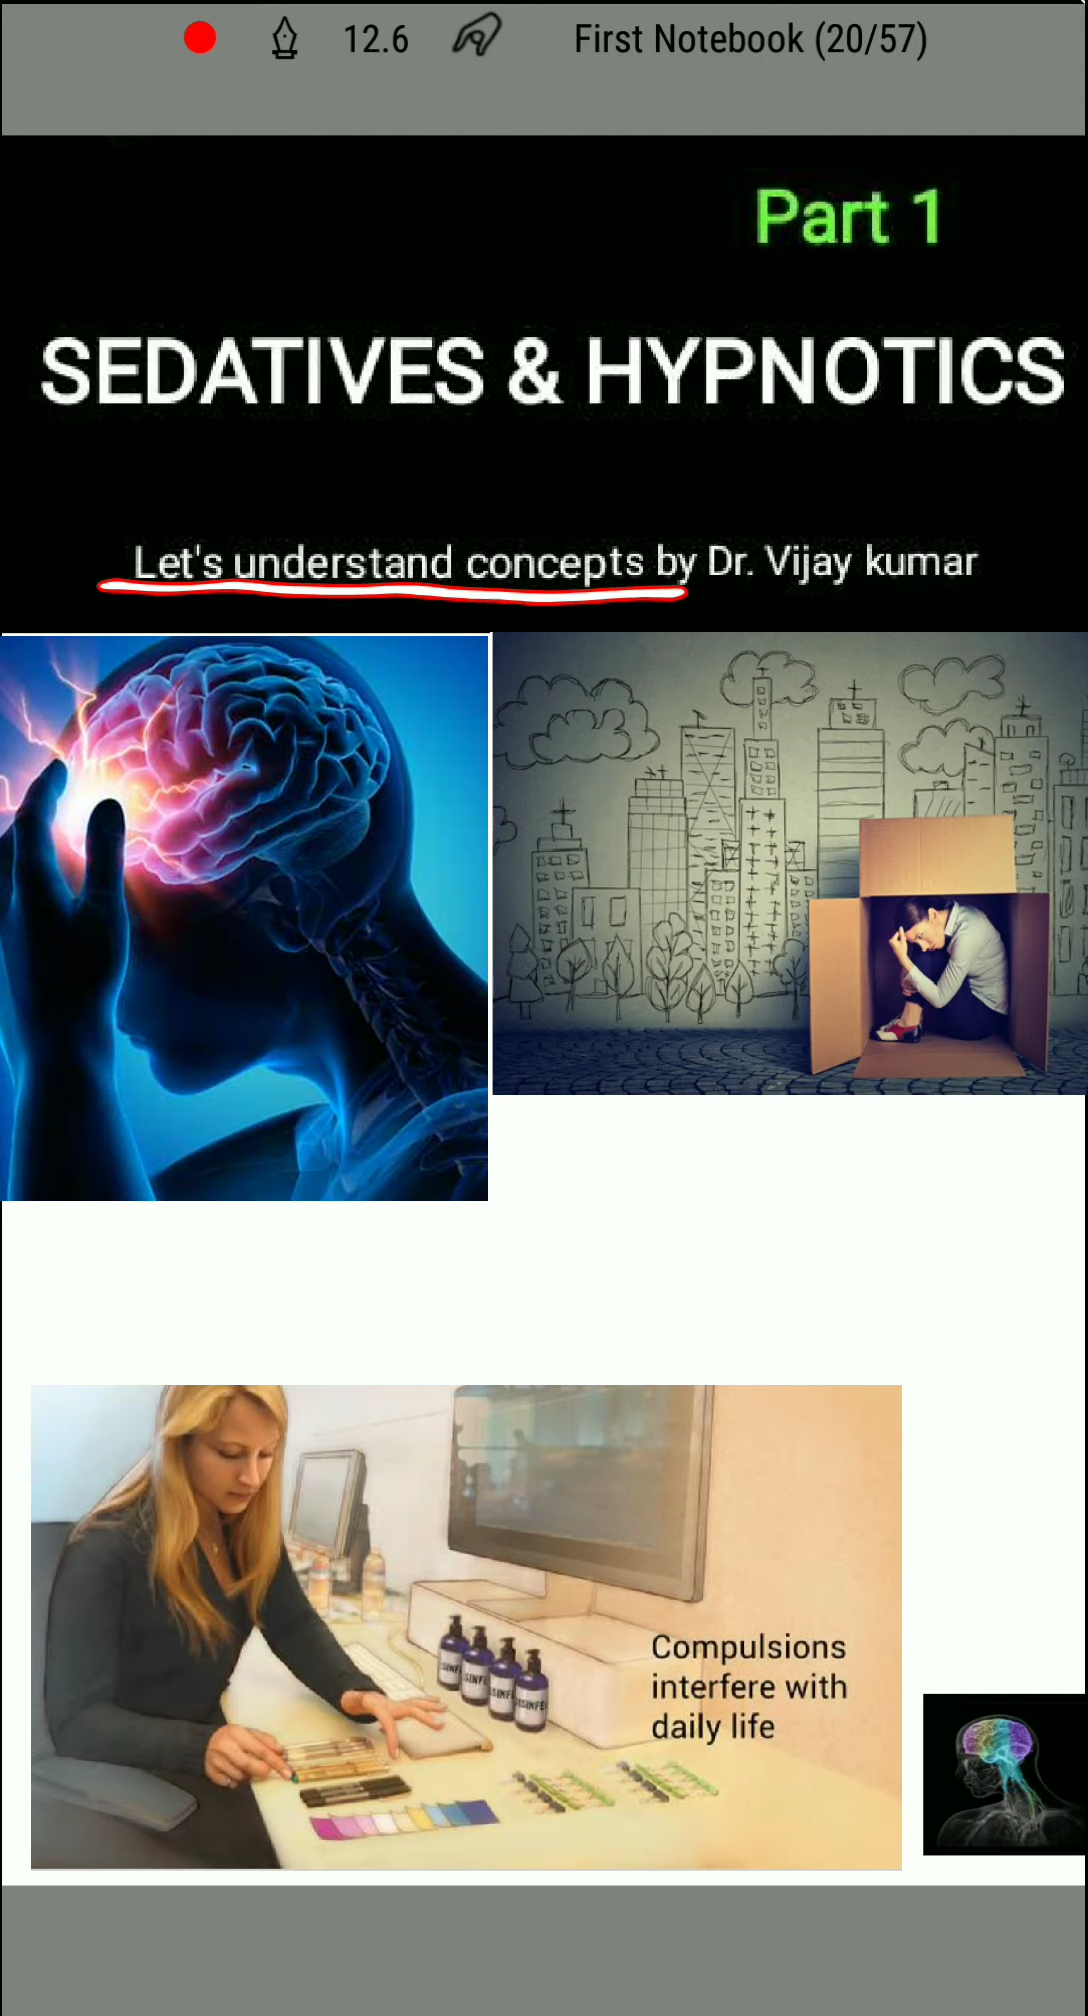 12.6 First Notebook (20/57)
Part 1
SEDATIVES & HYPNOTICS
Let's understand concepts by Dr. Vijay kumar
Compulsions
interfere with
daily life